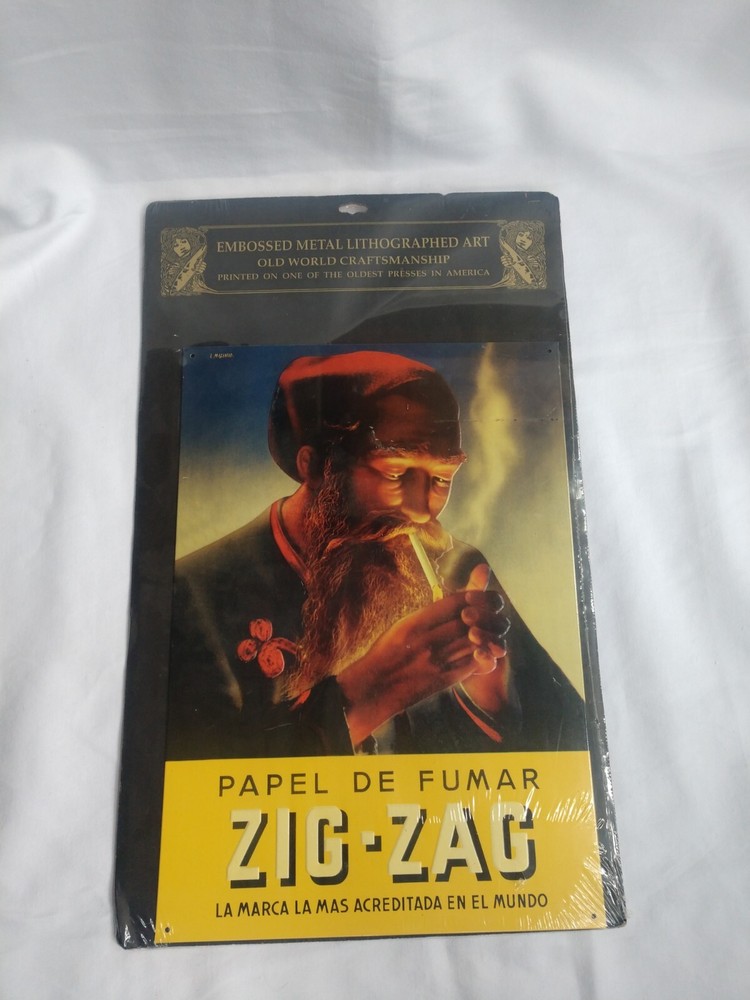 EMBOSSED METAL LITHOGRAPHED ART
OLD WORLD CRAFTSMANSHIP
PRINTED ON ONE OF THE OLDEST PRESSES IN AMERICA
PAPEL DE FUMAR
ZIG-ZAG
LA MARCA LA MAS ACREDITADA EN EL MUNDO